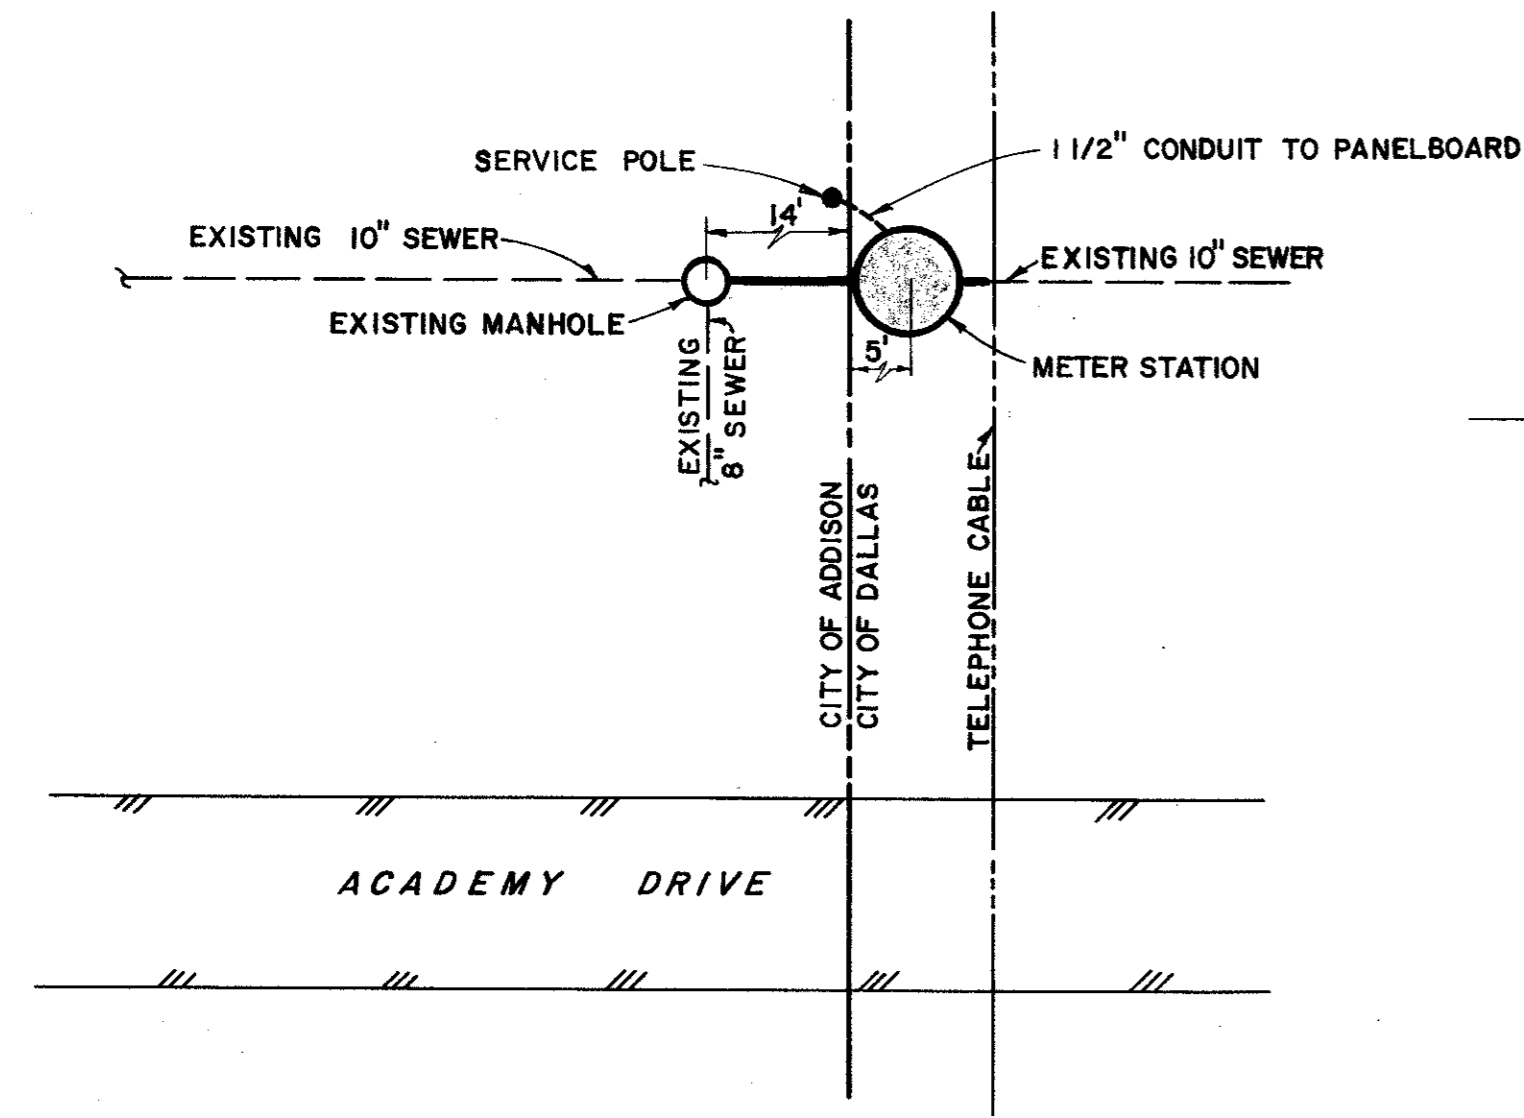 SERVICE POLE
1 1/2" CONDUIT TO PANELBOARD
14'
EXISTING 10" SEWER
EXISTING 10" SEWER
EXISTING MANHOLE
5'
METER STATION
EXISTING
8" SEWER
CITY OF ADDISON
CITY OF DALLAS
TELEPHONE CABLE
ACADEMY DRIVE